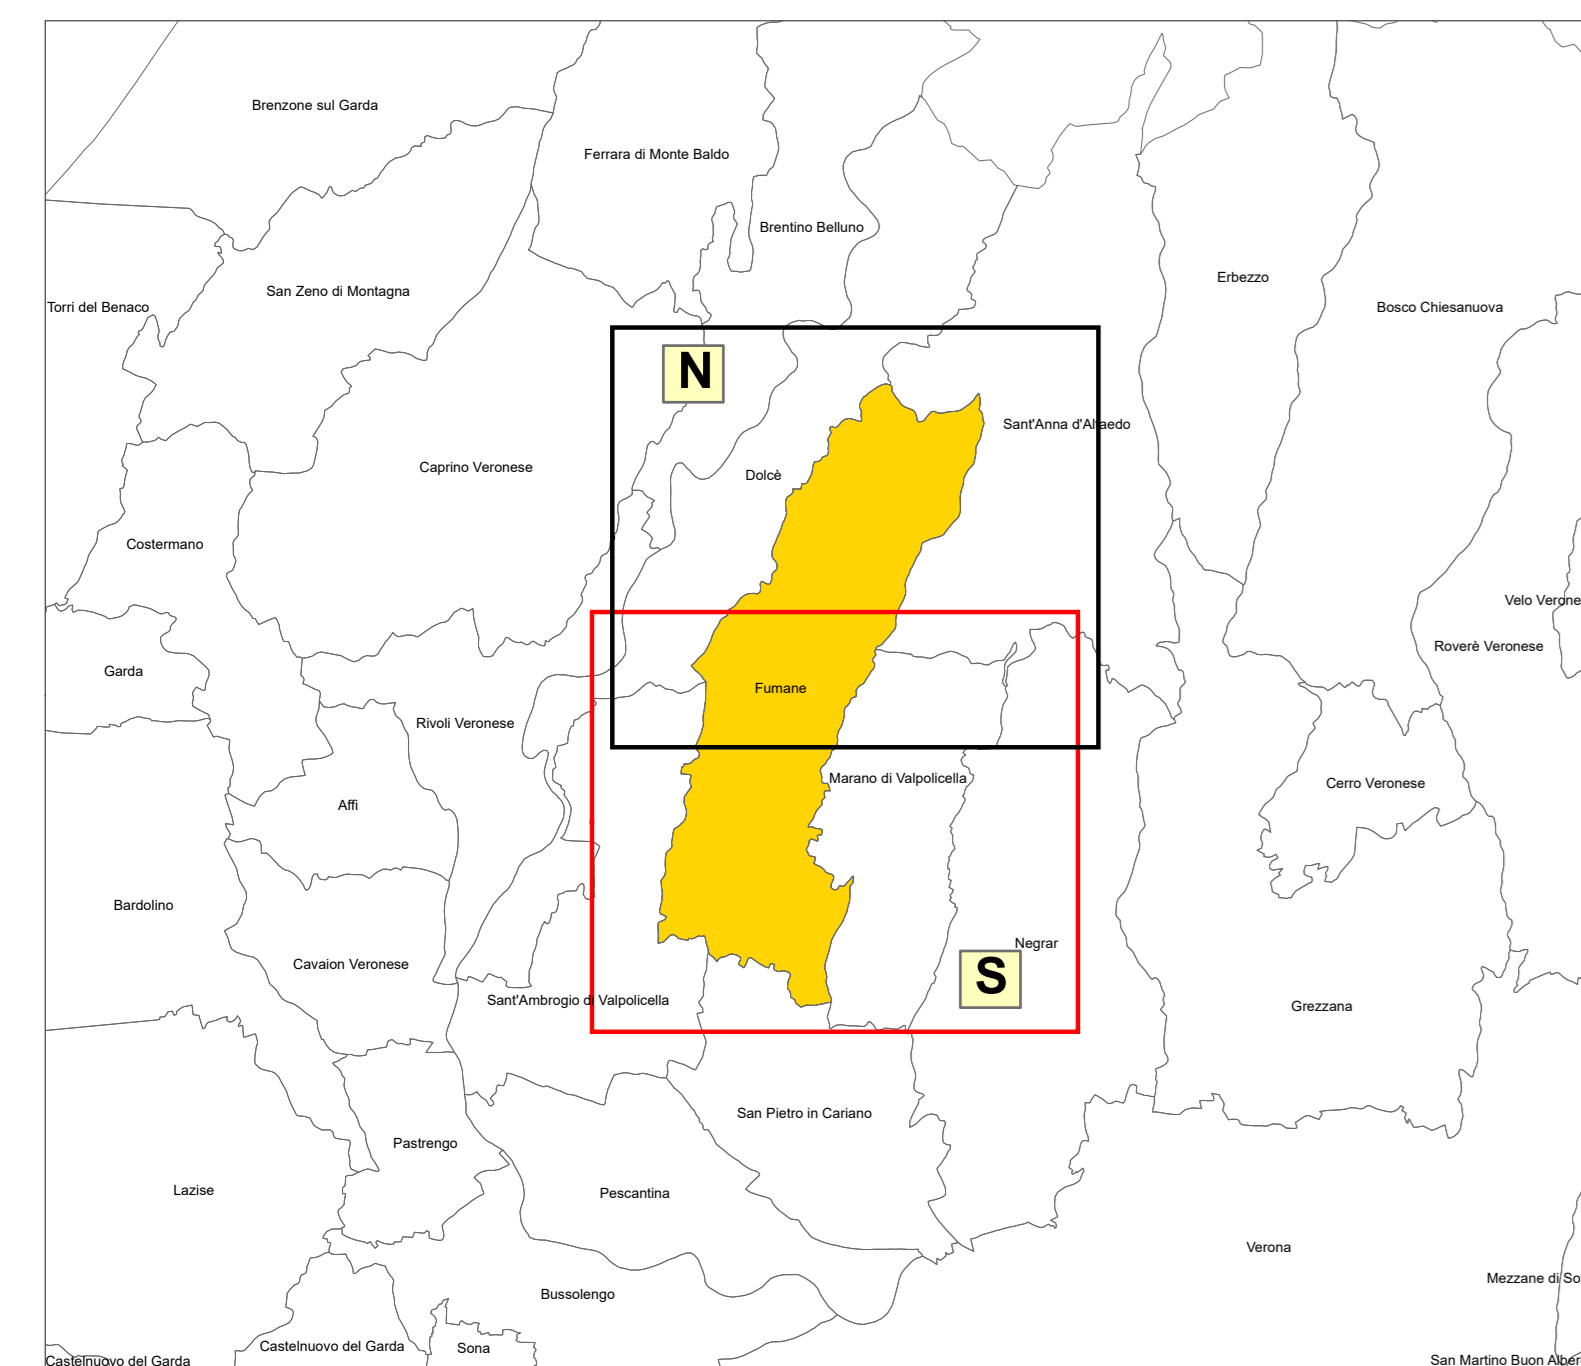 Brenzone sul Garda
Ferrara di Monte Baldo
Brentino Belluno
Erbezzo
San Zeno di Montagna
Torri del Benaco
Bosco Chiesanuova
N
Sant'Anna d'Alfaedo
Caprino Veronese
Dolcè
Costermano
Velo Verone
Roverè Veronese
Garda
Fumane
Rivoli Veronese
Marano di Valpolicella
Cerro Veronese
Affi
Bardolino
Negrar
Cavaion Veronese
S
Sant'Ambrogio di Valpolicella
Grezzana
San Pietro in Cariano
Pastrengo
Lazise
Pescantina
Verona
Mezzane di So
Bussolengo
Castelnuovo del Garda
Sona
Castelnuovo del Garda
San Martino Buon Alber